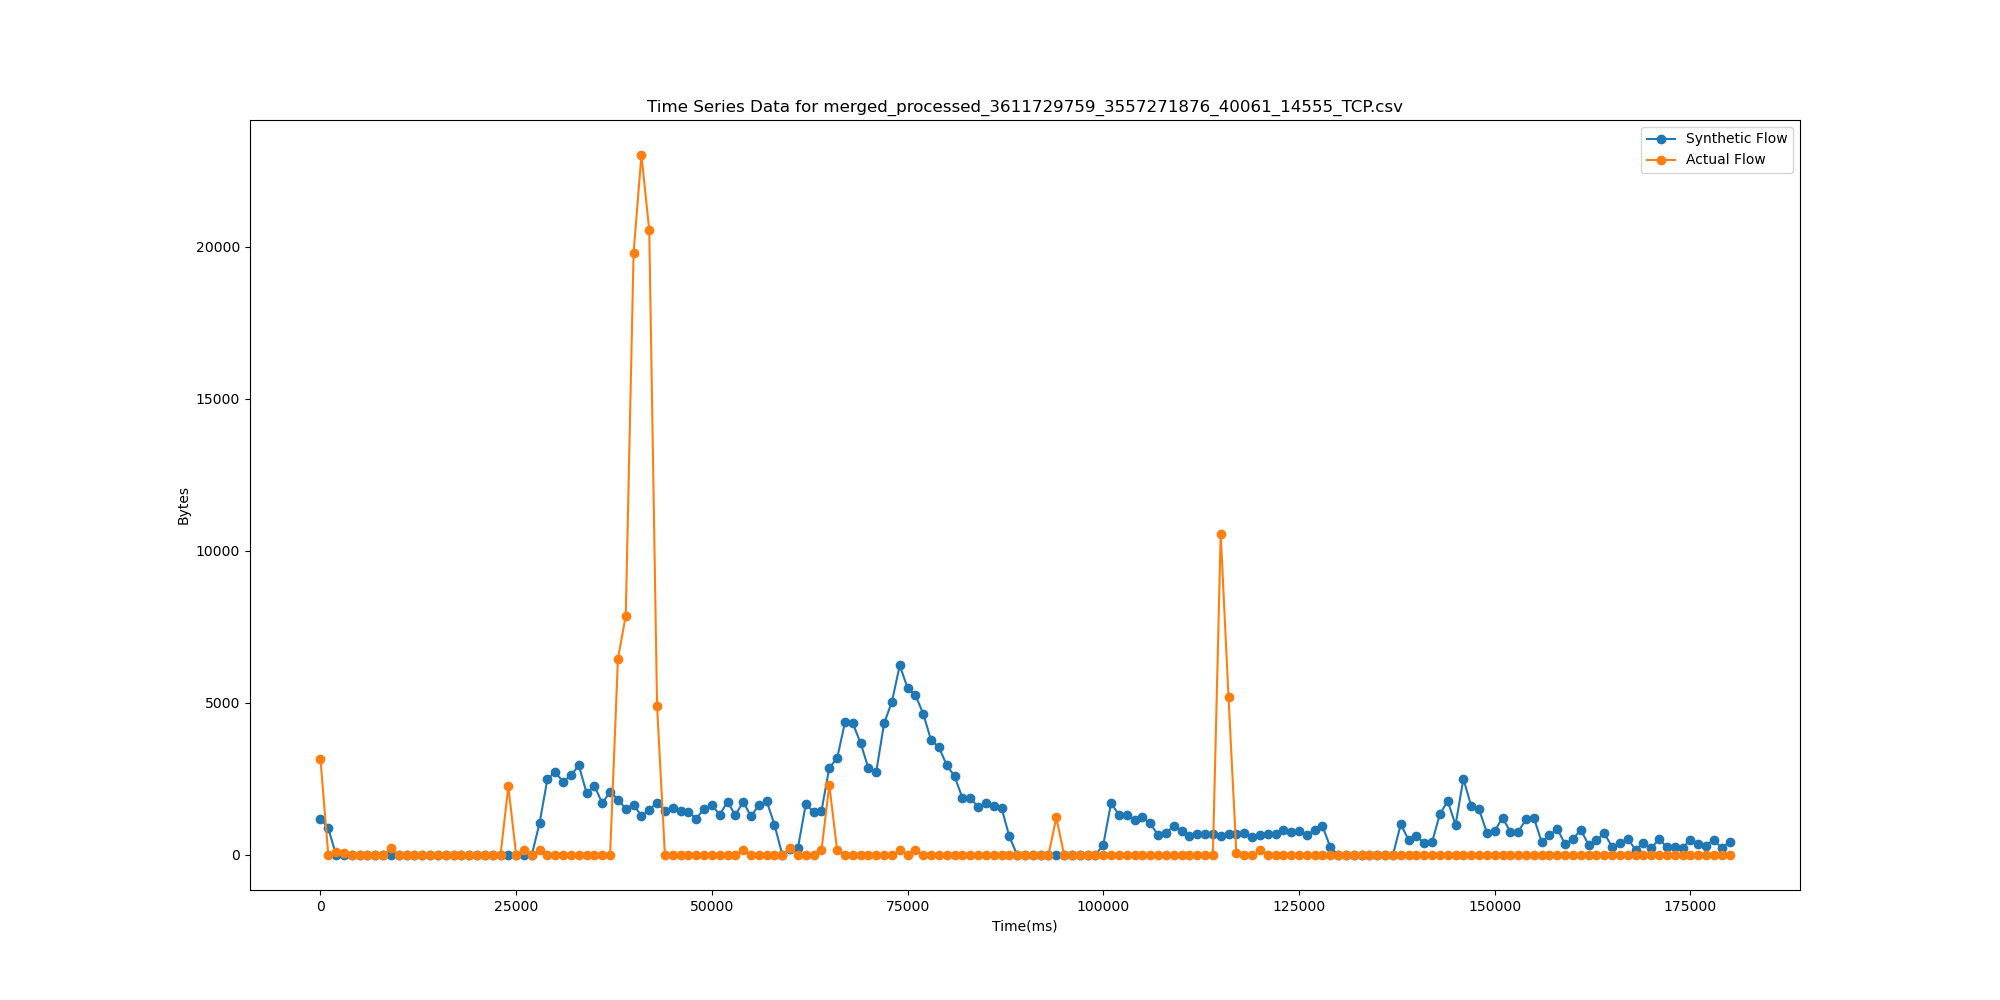 Time Series Data for merged_processed_3611729759_3557271876_40061_14555_TCP.csv
Synthetic Flow
Actual Flow
Bytes
20000
15000
10000
5000
0
0
25000
50000
75000
100000
125000
150000
175000
Time(ms)